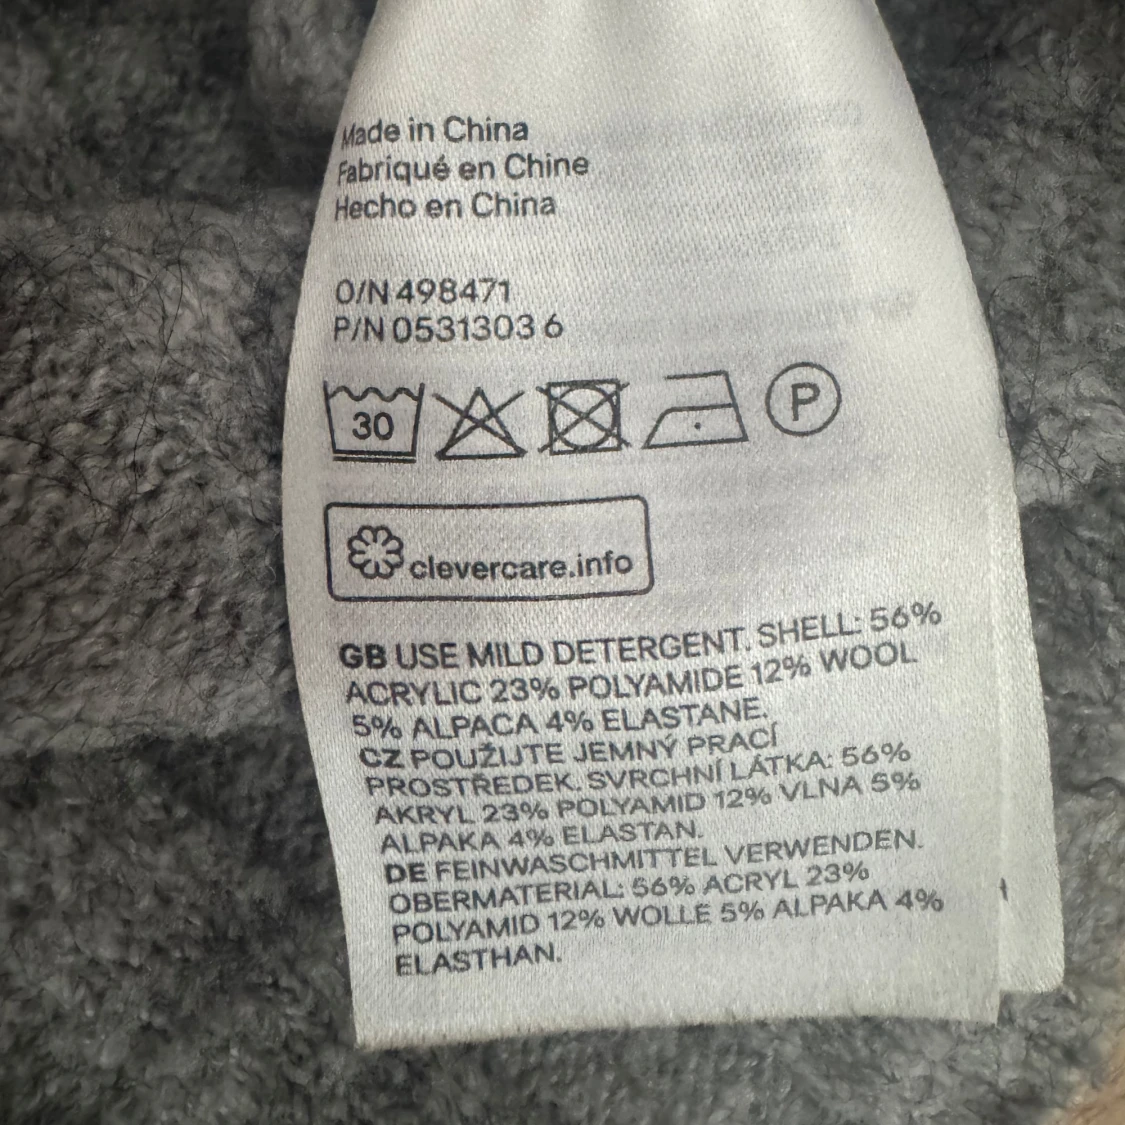 Made in China
Fabriqué en Chine
Hecho en China
O/N 498471
P/N 0531303 6
30 P
clevercare.info
GB USE MILD DETERGENT. SHELL: 56%
ACRYLIC 23% POLYAMIDE 12% WOOL
5% ALPACA 4% ELASTANE.
CZ POUŽIJTE JEMNÝ PRACÍ
PROSTŘEDEK. SVRCHNÍ LÁTKA: 56%
AKRYL 23% POLYAMID 12% VLNA 5%
ALPAKA 4% ELASTAN.
DE FEINWASCHMITTEL VERWENDEN.
OBERMATERIAL: 56% ACRYL 23%
POLYAMID 12% WOLLE 5% ALPAKA 4%
ELASTHAN.